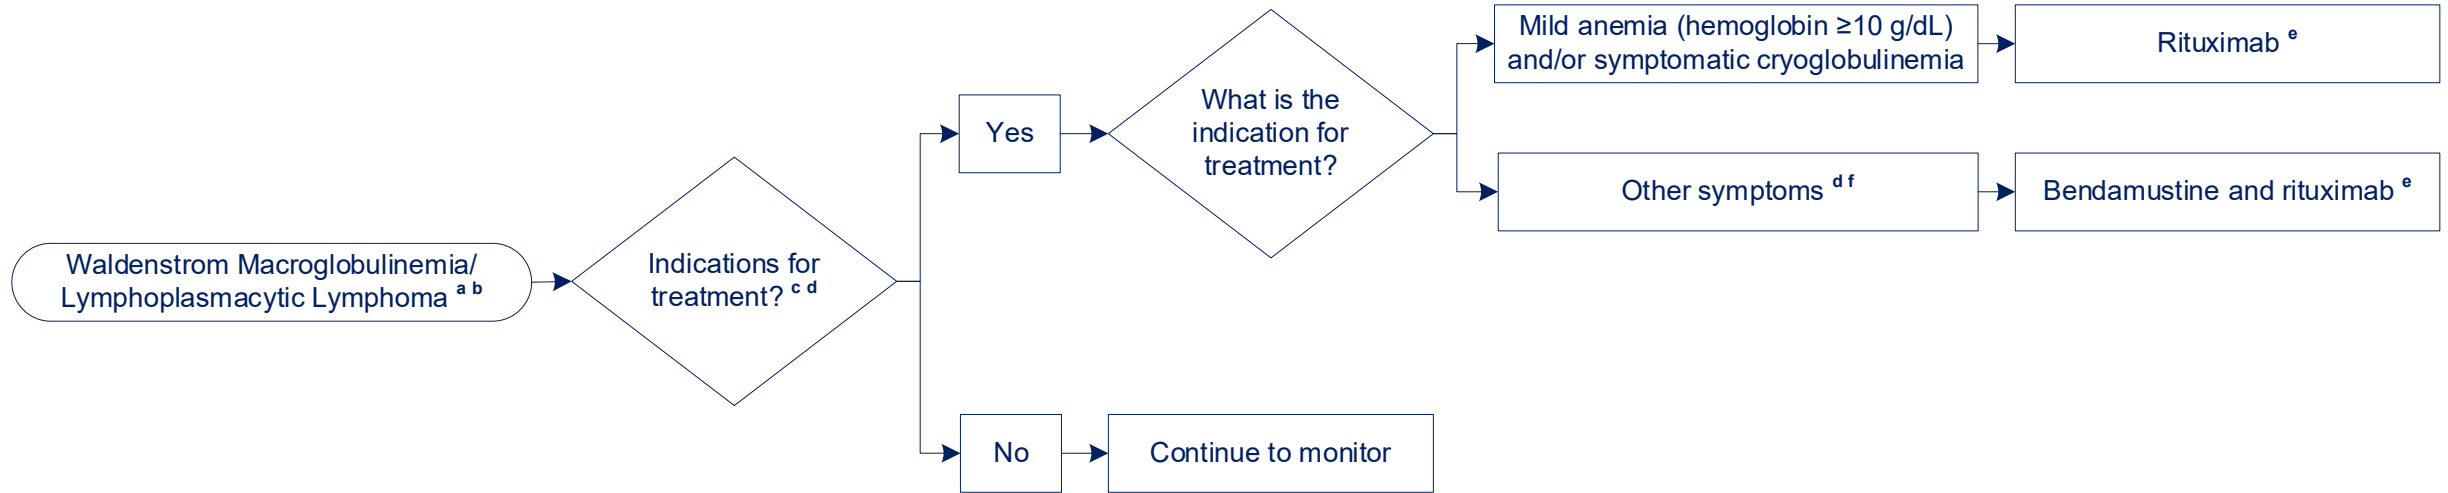 Waldenstrom Macroglobulinemia/
Lymphoplasmacytic Lymphoma a b
Indications for
treatment? c d
Yes
What is the
indication for
treatment?
Mild anemia (hemoglobin ≥10 g/dL)
and/or symptomatic cryoglobulinemia
Rituximab e
Other symptoms d f
Bendamustine and rituximab e
No
Continue to monitor